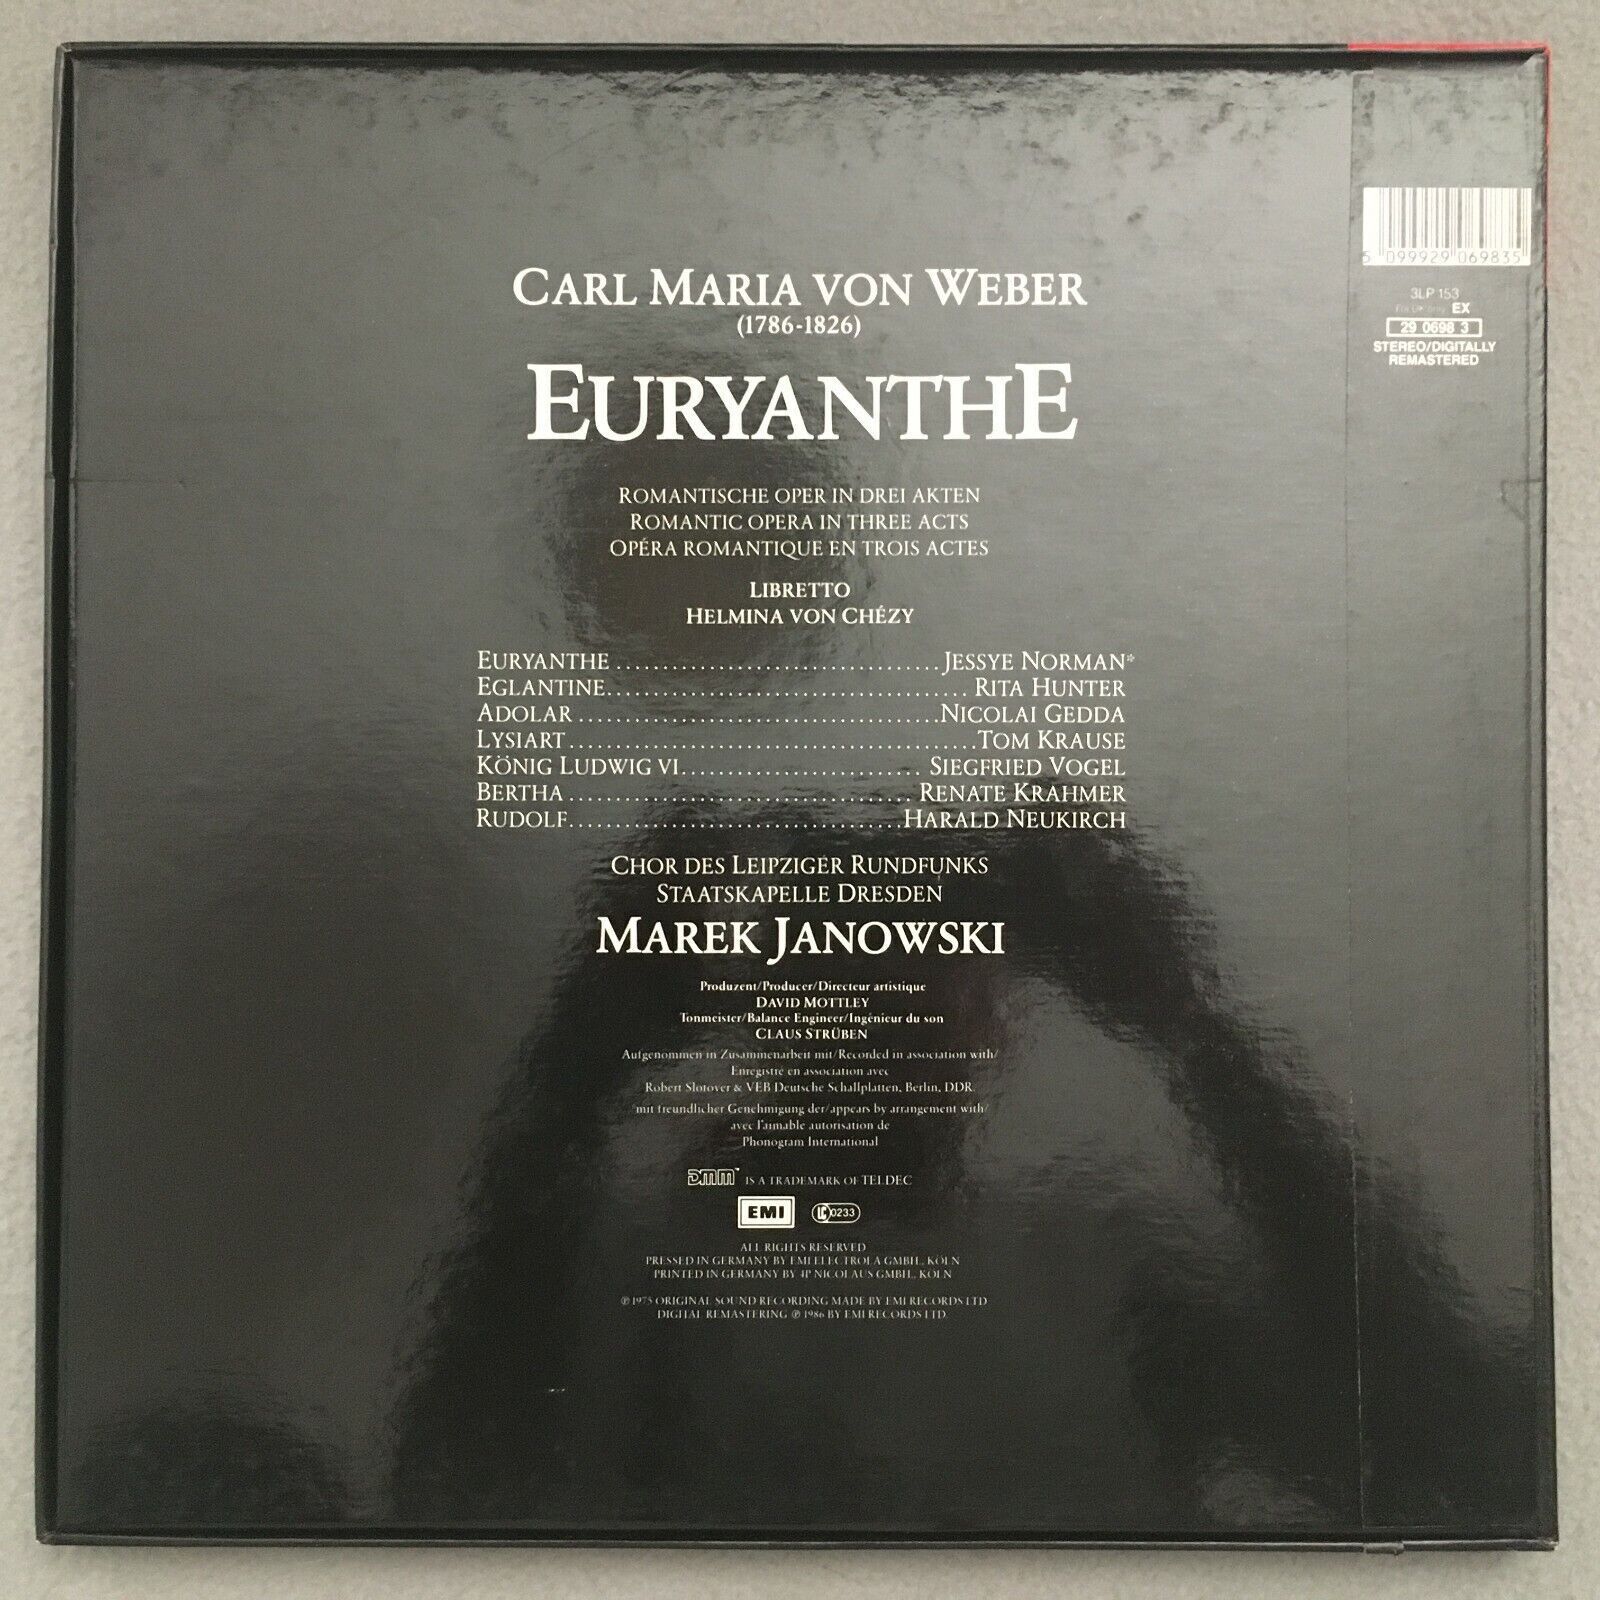 CARL MARIA VON WEBER
(1786-1826)
EURYANTHE
ROMANTISCHE OPER IN DREI AKTEN
ROMANTIC OPERA IN THREE ACTS
OPÉRA ROMANTIQUE EN TROIS ACTES
LIBRETTO
HELMINA VON CHÉZY
EURYANTHE ................................... JESSYE NORMAN*
EGLANTINE....................................... RITA HUNTER
ADOLAR .......................................NICOLAI GEDDA
LYSIART............................................TOM KRAUSE
KÖNIG LUDWIG VI.......................... SIEGFRIED VOGEL
BERTHA ..................................... RENATE KRAHMER
RUDOLF....................................HARALD NEUKIRCH
CHOR DES LEIPZIGER RUNDFUNKS
STAATSKAPELLE DRESDEN
MAREK JANOWSKI
Produzent/Producer/Directeur artistique
DAVID MOTTLEY
Tonmeister/Balance Engineer/Ingénieur du son
CLAUS STRÜBEN
Aufgenommen in Zusammenarbeit mit/Recorded in association with/
Enregistré en association avec
Robert Slotover & VEB Deutsche Schallplatten, Berlin, DDR.
mit freundlicher Genehmigung der/appears by arrangement with/
avec l'aimable autorisation de
Phonogram International
DMM™ IS A TRADEMARK OF TELDEC
EMI LC 0233
ALL RIGHTS RESERVED
PRESSED IN GERMANY BY EMI ELECTROLA GMBH, KÖLN
PRINTED IN GERMANY BY 4P NICOLAUS GMBH, KÖLN
℗ 1975 ORIGINAL SOUND RECORDING MADE BY EMI RECORDS LTD
DIGITAL REMASTERING ℗ 1986 BY EMI RECORDS LTD.
5 099929 069835
3LP 153
EX
29 0698 3
STEREO/DIGITALLY
REMASTERED